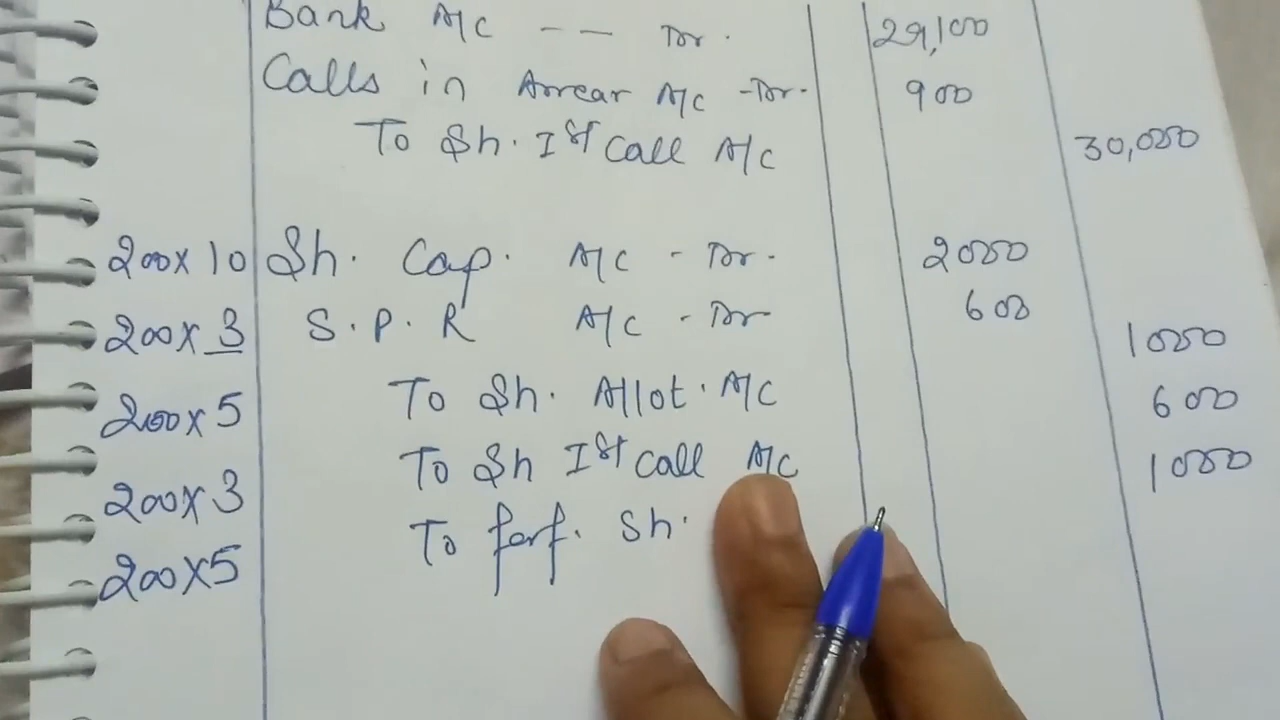 Bank A/C -- Dr. 29,100
Calls in Arrear A/C -Dr- 900
To Sh. Ist Call A/C 30,000
200x10 Sh. Cap. A/C - Dr. 2000
200x3 S.P.R A/C - Dr 600
1000
200x5 To Sh. Allot. A/C 600
200x3 To Sh Ist call A/C 1000
200x5 To forf. Sh.